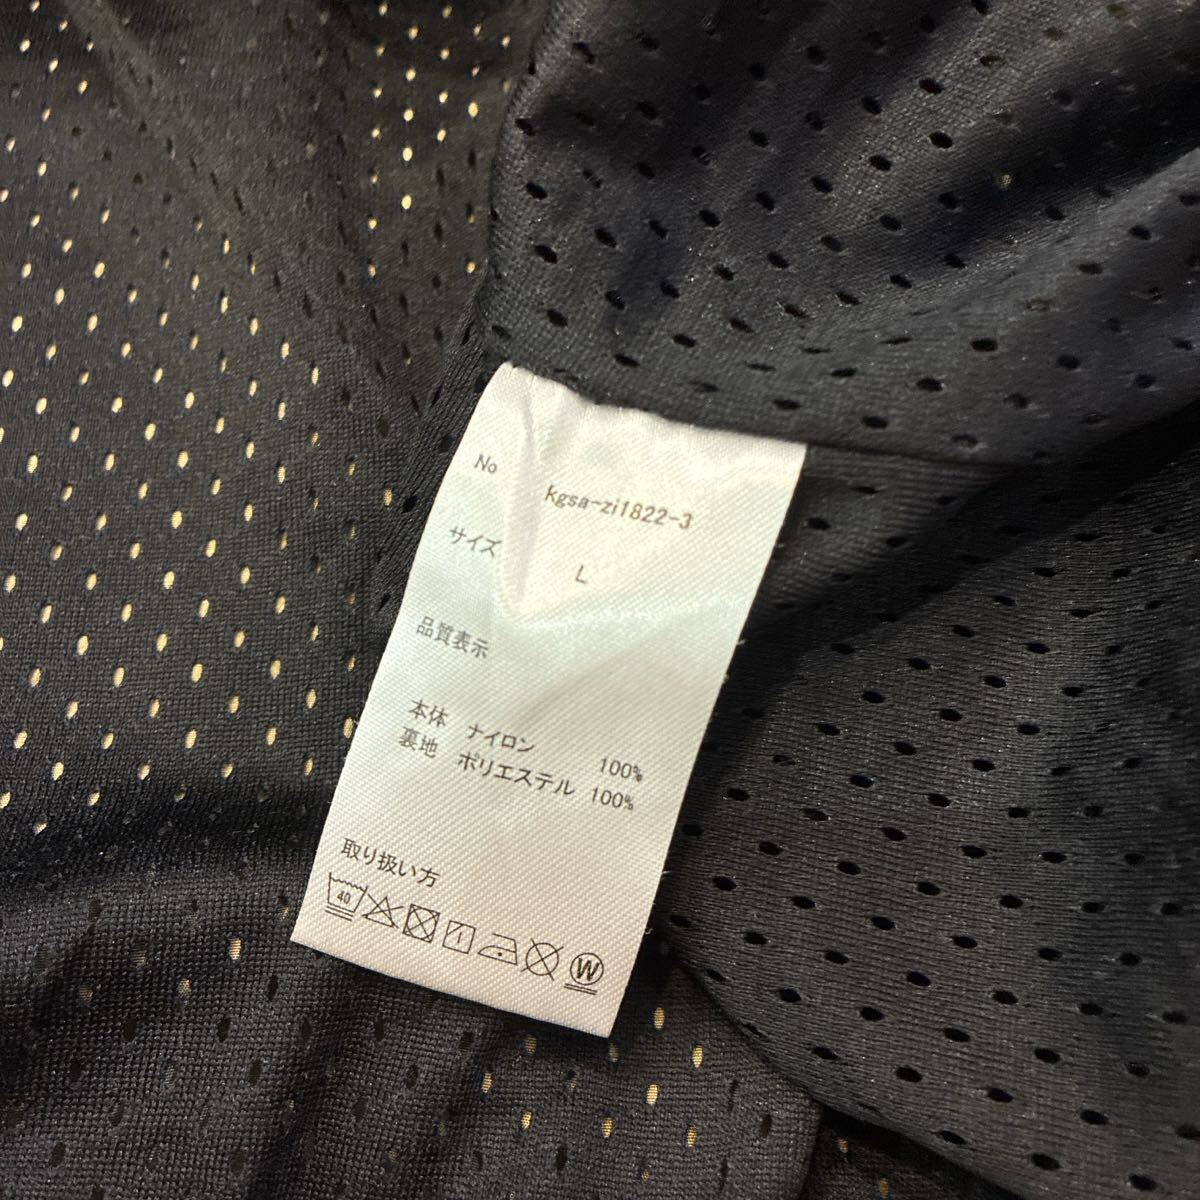 No
kgsa-zi1822-3
サイズ
L
品質表示
本体 ナイロン 100%
裏地 ポリエステル 100%
取り扱い方
40
W